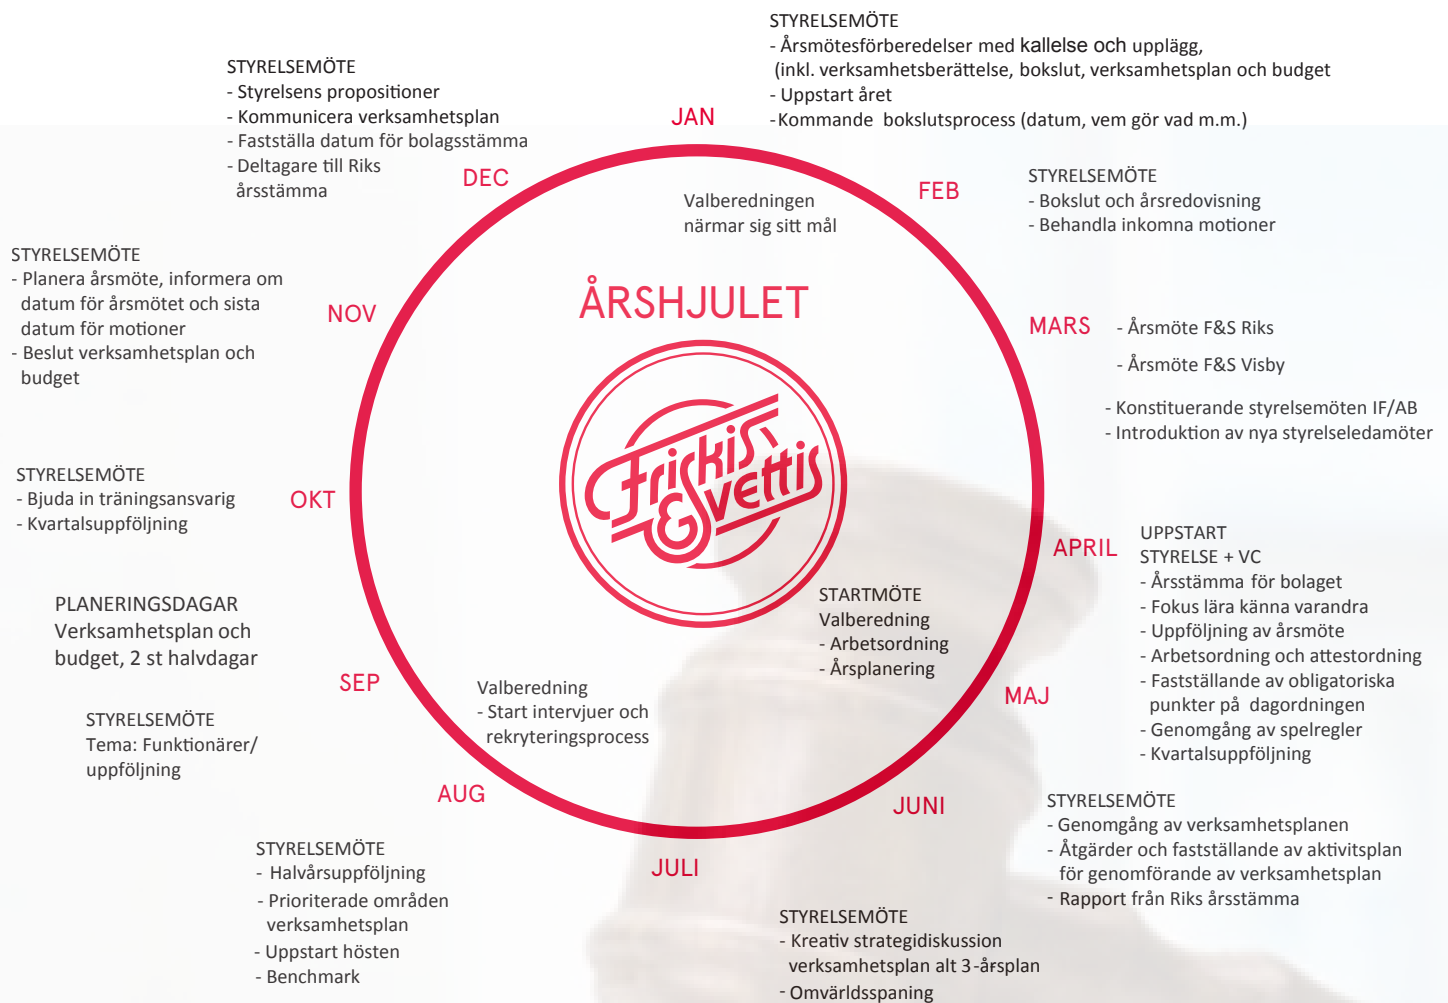 STYRELSEMÖTE
- Årsmötesförberedelser med kallelse och upplägg,
(inkl. verksamhetsberättelse, bokslut, verksamhetsplan och budget
- Uppstart året
- Kommande bokslutsprocess (datum, vem gör vad m.m.)
STYRELSEMÖTE
- Styrelsens propositioner
- Kommunicera verksamhetsplan
- Fastställa datum för bolagsstämma
- Deltagare till Riks
årsstämma
JAN
DEC
FEB
STYRELSEMÖTE
- Bokslut och årsredovisning
- Behandla inkomna motioner
Valberedningen
närmar sig sitt mål
STYRELSEMÖTE
- Planera årsmöte, informera om
datum för årsmötet och sista
datum för motioner
- Beslut verksamhetsplan och
budget
NOV
ÅRSHJULET
MARS
- Årsmöte F&S Riks
- Årsmöte F&S Visby
- Konstituerande styrelsemöten IF/AB
- Introduktion av nya styrelseledamöter
Friskis
&Svettis
STYRELSEMÖTE
- Bjuda in träningsansvarig
- Kvartalsuppföljning
OKT
APRIL
UPPSTART
STYRELSE + VC
- Årsstämma för bolaget
- Fokus lära känna varandra
- Uppföljning av årsmöte
- Arbetsordning och attestordning
- Fastställande av obligatoriska
punkter på dagordningen
- Genomgång av spelregler
- Kvartalsuppföljning
PLANERINGSDAGAR
Verksamhetsplan och
budget, 2 st halvdagar
STARTMÖTE
Valberedning
- Arbetsordning
- Årsplanering
SEP
MAJ
Valberedning
- Start intervjuer och
rekryteringsprocess
STYRELSEMÖTE
Tema: Funktionärer/
uppföljning
AUG
JUNI
STYRELSEMÖTE
- Genomgång av verksamhetsplanen
- Åtgärder och fastställande av aktivitsplan
för genomförande av verksamhetsplan
- Rapport från Riks årsstämma
STYRELSEMÖTE
- Halvårsuppföljning
- Prioriterade områden
verksamhetsplan
- Uppstart hösten
- Benchmark
JULI
STYRELSEMÖTE
- Kreativ strategidiskussion
verksamhetsplan alt 3-årsplan
- Omvärldsspaning